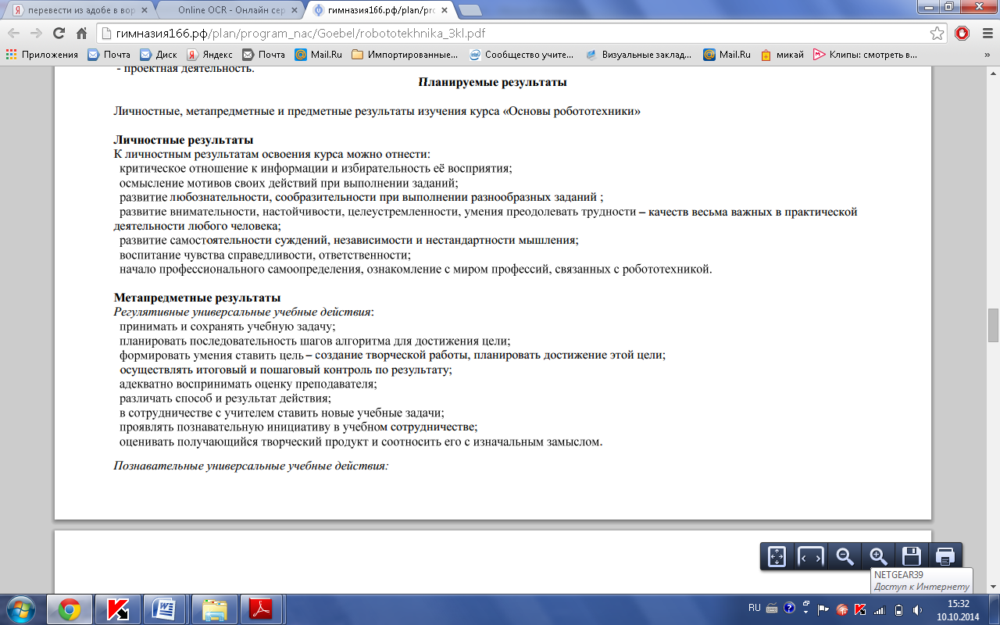 перевести из адобе в вор
Online OCR - Онлайн сер
гимназия166.рф/plan/pro
гимназия166.рф/plan/program_nac/Goebel/robototekhnika_3kl.pdf
Приложения Почта Диск Яндекс Почта Mail.Ru Импортированные... Сообщество учите... Визуальные заклад... Mail.Ru микай Клипы: смотреть в... »
- проектная деятельность.
Планируемые результаты
Личностные, метапредметные и предметные результаты изучения курса «Основы робототехники»
Личностные результаты
К личностным результатам освоения курса можно отнести:
критическое отношение к информации и избирательность её восприятия;
осмысление мотивов своих действий при выполнении заданий;
развитие любознательности, сообразительности при выполнении разнообразных заданий ;
развитие внимательности, настойчивости, целеустремленности, умения преодолевать трудности – качеств весьма важных в практической
деятельности любого человека;
развитие самостоятельности суждений, независимости и нестандартности мышления;
воспитание чувства справедливости, ответственности;
начало профессионального самоопределения, ознакомление с миром профессий, связанных с робототехникой.
Метапредметные результаты
Регулятивные универсальные учебные действия:
принимать и сохранять учебную задачу;
планировать последовательность шагов алгоритма для достижения цели;
формировать умения ставить цель – создание творческой работы, планировать достижение этой цели;
осуществлять итоговый и пошаговый контроль по результату;
адекватно воспринимать оценку преподавателя;
различать способ и результат действия;
в сотрудничестве с учителем ставить новые учебные задачи;
проявлять познавательную инициативу в учебном сотрудничестве;
оценивать получающийся творческий продукт и соотносить его с изначальным замыслом.
Познавательные универсальные учебные действия:
NETGEAR39
Доступ к Интернету
RU
15:32
10.10.2014